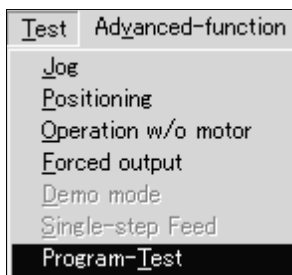 Test Advanced-function
Jog
Positioning
Operation w/o motor
Forced output
Demo mode
Single-step Feed
Program-Test